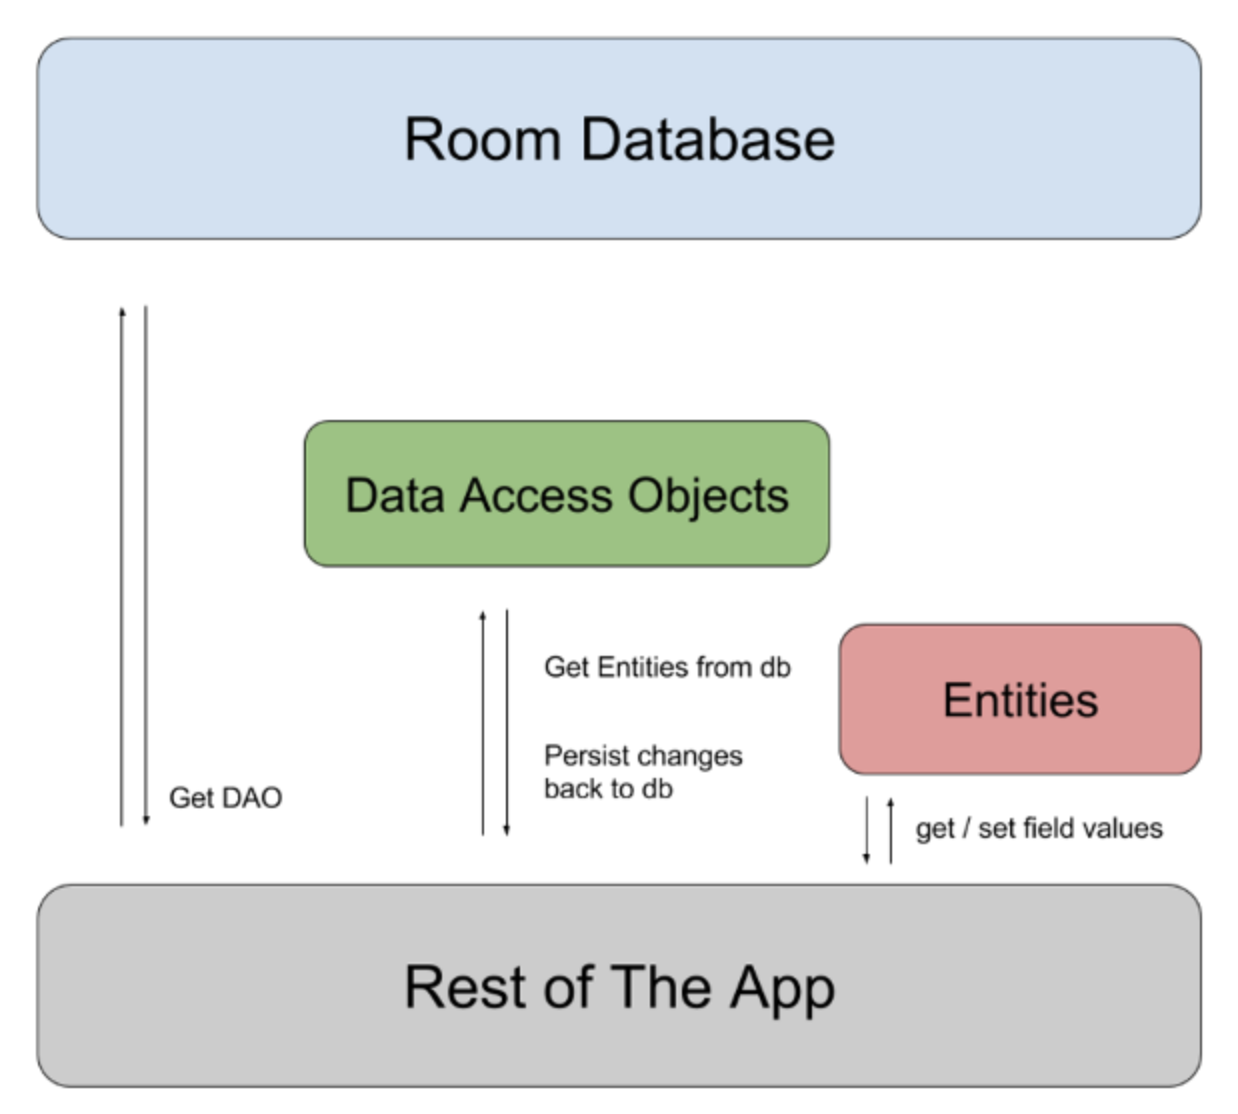 Room Database
Data Access Objects
Get Entities from db
Persist changes
back to db
Entities
Get DAO
get / set field values
Rest of The App